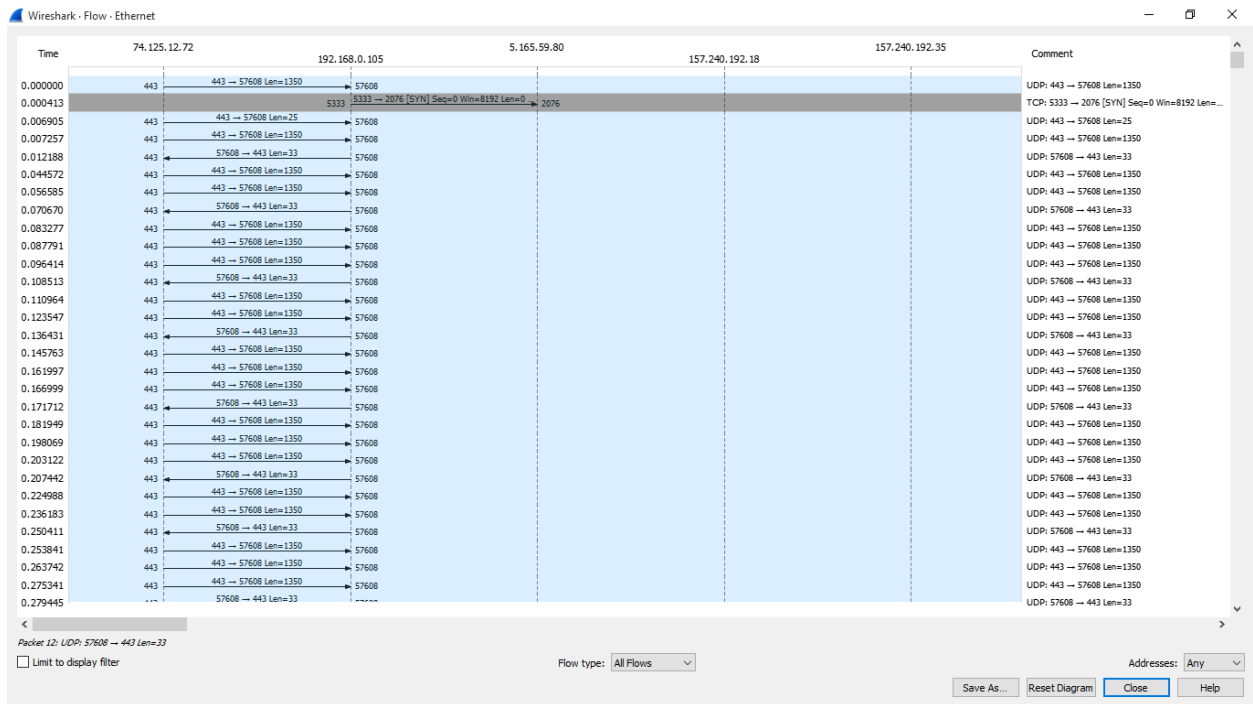 Wireshark · Flow · Ethernet
Time 74.125.12.72 192.168.0.105 5.165.59.80 157.240.192.18 157.240.192.35 Comment
0.000000 443 443 → 57608 Len=1350 57608 UDP: 443 → 57608 Len=1350
0.000413 5333 5333 → 2076 [SYN] Seq=0 Win=8192 Len=0 ... 2076 TCP: 5333 → 2076 [SYN] Seq=0 Win=8192 Len=...
0.006905 443 443 → 57608 Len=25 57608 UDP: 443 → 57608 Len=25
0.007257 443 443 → 57608 Len=1350 57608 UDP: 443 → 57608 Len=1350
0.012188 443 57608 → 443 Len=33 57608 UDP: 57608 → 443 Len=33
0.044572 443 443 → 57608 Len=1350 57608 UDP: 443 → 57608 Len=1350
0.056585 443 443 → 57608 Len=1350 57608 UDP: 443 → 57608 Len=1350
0.070670 443 57608 → 443 Len=33 57608 UDP: 57608 → 443 Len=33
0.083277 443 443 → 57608 Len=1350 57608 UDP: 443 → 57608 Len=1350
0.087791 443 443 → 57608 Len=1350 57608 UDP: 443 → 57608 Len=1350
0.096414 443 443 → 57608 Len=1350 57608 UDP: 443 → 57608 Len=1350
0.108513 443 57608 → 443 Len=33 57608 UDP: 57608 → 443 Len=33
0.110964 443 443 → 57608 Len=1350 57608 UDP: 443 → 57608 Len=1350
0.123547 443 443 → 57608 Len=1350 57608 UDP: 443 → 57608 Len=1350
0.136431 443 57608 → 443 Len=33 57608 UDP: 57608 → 443 Len=33
0.145763 443 443 → 57608 Len=1350 57608 UDP: 443 → 57608 Len=1350
0.161997 443 443 → 57608 Len=1350 57608 UDP: 443 → 57608 Len=1350
0.166999 443 443 → 57608 Len=1350 57608 UDP: 443 → 57608 Len=1350
0.171712 443 57608 → 443 Len=33 57608 UDP: 57608 → 443 Len=33
0.181949 443 443 → 57608 Len=1350 57608 UDP: 443 → 57608 Len=1350
0.198069 443 443 → 57608 Len=1350 57608 UDP: 443 → 57608 Len=1350
0.203122 443 443 → 57608 Len=1350 57608 UDP: 443 → 57608 Len=1350
0.207442 443 57608 → 443 Len=33 57608 UDP: 57608 → 443 Len=33
0.224988 443 443 → 57608 Len=1350 57608 UDP: 443 → 57608 Len=1350
0.236183 443 443 → 57608 Len=1350 57608 UDP: 443 → 57608 Len=1350
0.250411 443 57608 → 443 Len=33 57608 UDP: 57608 → 443 Len=33
0.253841 443 443 → 57608 Len=1350 57608 UDP: 443 → 57608 Len=1350
0.263742 443 443 → 57608 Len=1350 57608 UDP: 443 → 57608 Len=1350
0.275341 443 443 → 57608 Len=1350 57608 UDP: 443 → 57608 Len=1350
0.279445 57608 → 443 Len=33 UDP: 57608 → 443 Len=33
Packet 12: UDP: 57608 → 443 Len=33
Limit to display filter Flow type: All Flows Addresses: Any
Save As... Reset Diagram Close Help